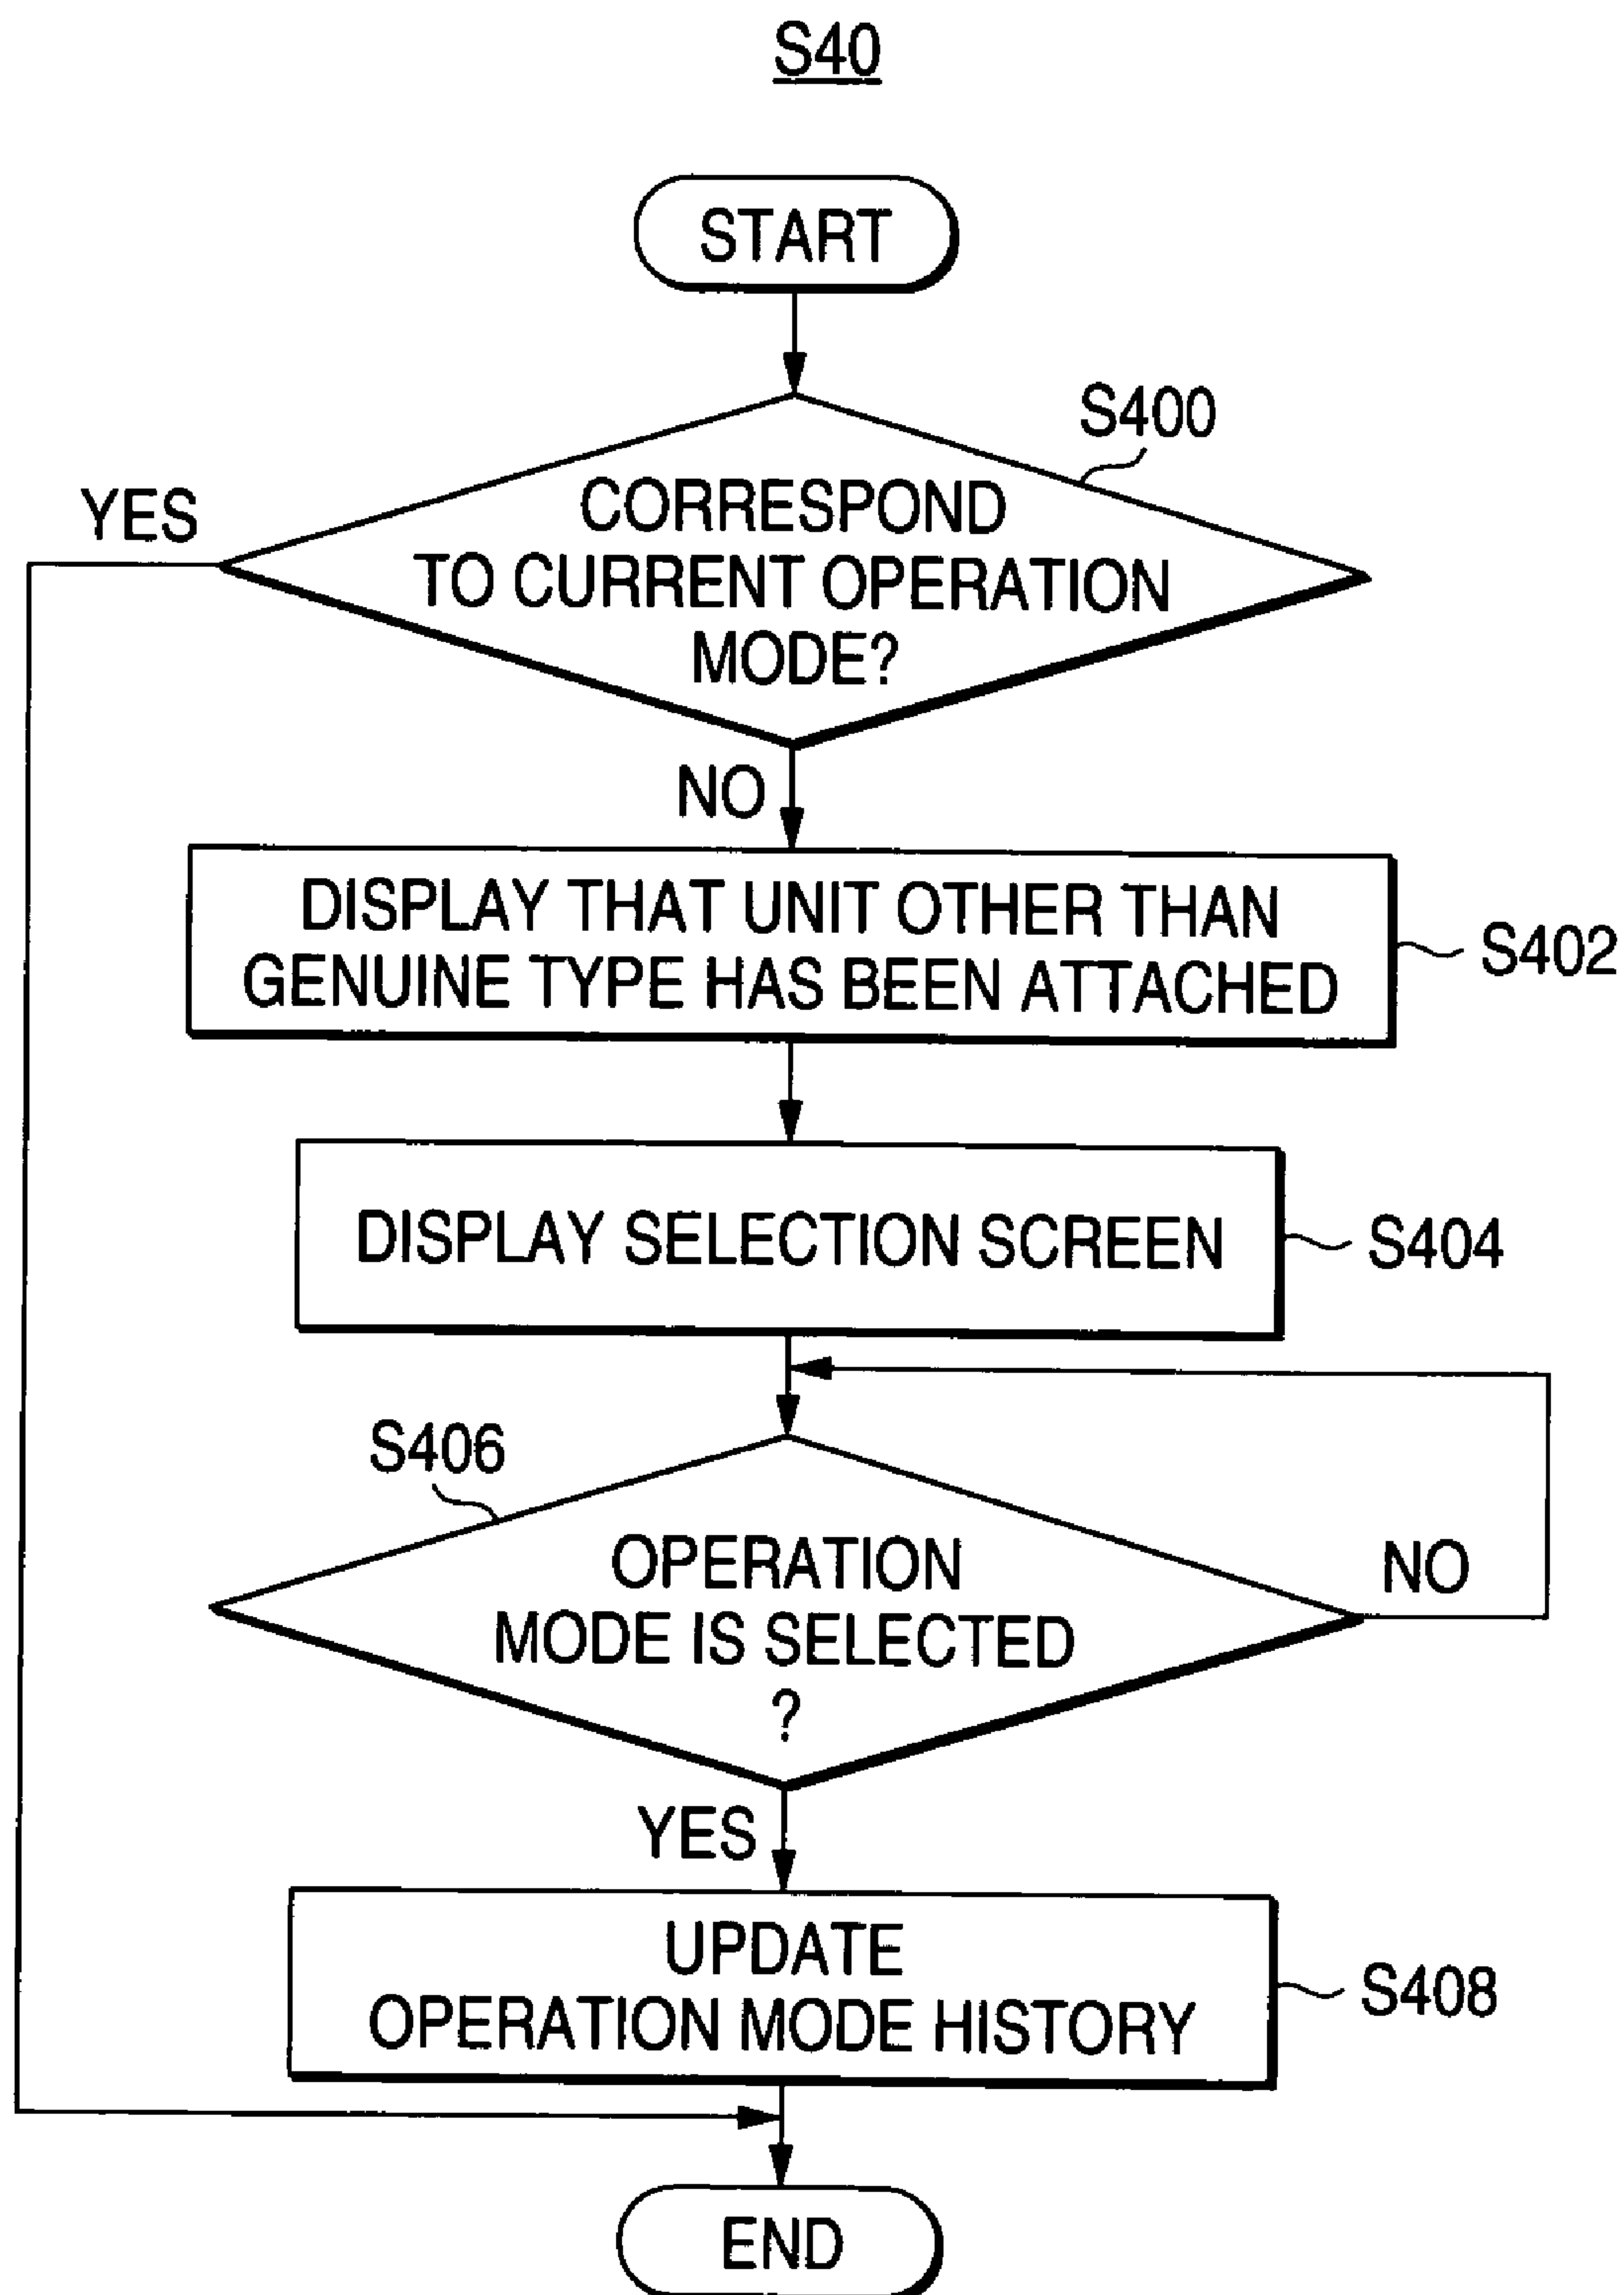 S40
START
S400
YES
CORRESPOND
TO CURRENT OPERATION
MODE?
NO
DISPLAY THAT UNIT OTHER THAN
GENUINE TYPE HAS BEEN ATTACHED
S402
DISPLAY SELECTION SCREEN
S404
S406
OPERATION
MODE IS SELECTED
?
NO
YES
UPDATE
OPERATION MODE HISTORY
S408
END